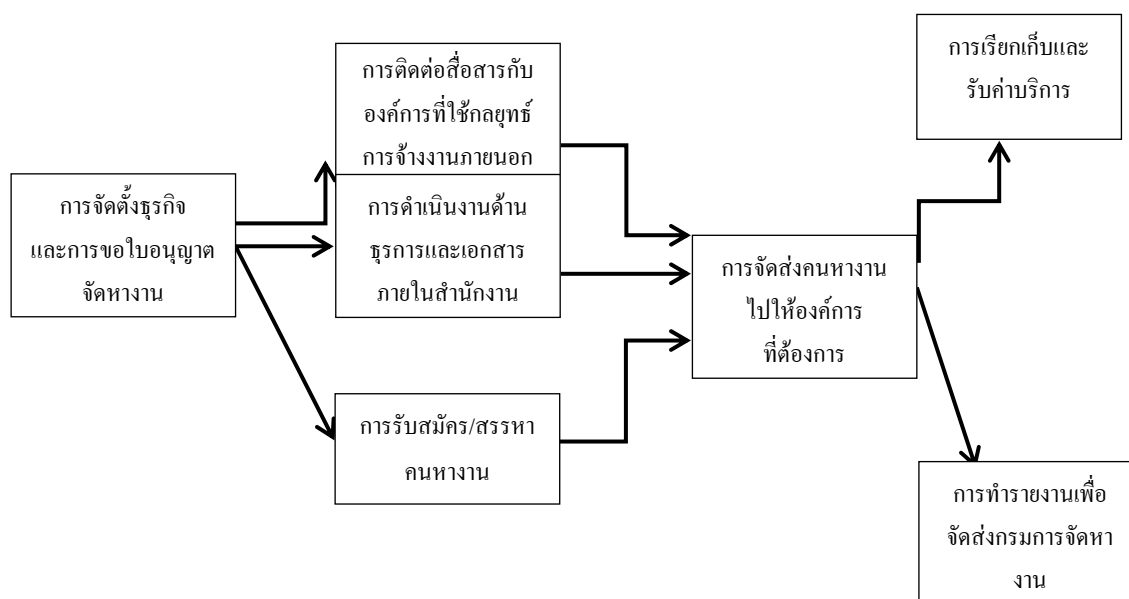 การจัดตั้งธุรกิจ
และการขอใบอนุญาต
จัดหางาน
การติดต่อสื่อสารกับ
องค์การที่ใช้กลยุทธ์
การจ้างงานภายนอก
การดำเนินงานด้าน
ธุรการและเอกสาร
ภายในสำนักงาน
การรับสมัคร/สรรหา
คนหางาน
การจัดส่งคนหางาน
ไปให้องค์การ
ที่ต้องการ
การเรียกเก็บและ
รับค่าบริการ
การทำรายงานเพื่อ
จัดส่งกรมการจัดหา
งาน